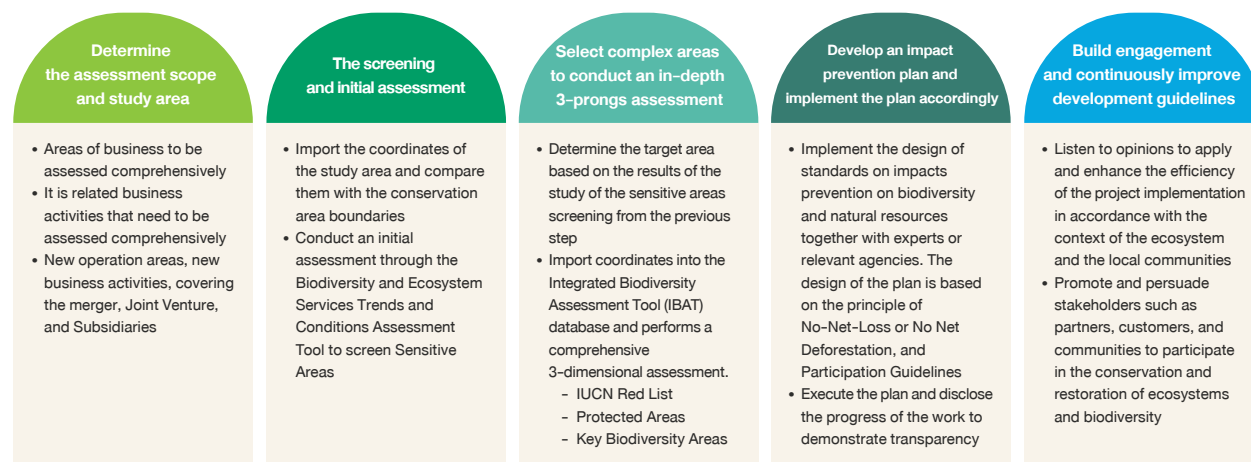 Determine
the assessment scope
and study area
• Areas of business to be
assessed comprehensively
• It is related business
activities that need to be
assessed comprehensively
• New operation areas, new
business activities, covering
the merger, Joint Venture,
and Subsidiaries
The screening
and initial assessment
• Import the coordinates of
the study area and compare
them with the conservation
area boundaries
• Conduct an initial
assessment through the
Biodiversity and Ecosystem
Services Trends and
Conditions Assessment
Tool to screen Sensitive
Areas
Select complex areas
to conduct an in-depth
3-prongs assessment
• Determine the target area
based on the results of the
study of the sensitive areas
screening from the previous
step
• Import coordinates into the
Integrated Biodiversity
Assessment Tool (IBAT)
database and performs a
comprehensive
3-dimensional assessment.
- IUCN Red List
- Protected Areas
- Key Biodiversity Areas
Develop an impact
prevention plan and
implement the plan accordingly
• Implement the design of
standards on impacts
prevention on biodiversity
and natural resources
together with experts or
relevant agencies. The
design of the plan is based
on the principle of
No-Net-Loss or No Net
Deforestation, and
Participation Guidelines
• Execute the plan and disclose
the progress of the work to
demonstrate transparency
Build engagement
and continuously improve
development guidelines
• Listen to opinions to apply
and enhance the efficiency
of the project implementation
in accordance with the
context of the ecosystem
and the local communities
• Promote and persuade
stakeholders such as
partners, customers, and
communities to participate
in the conservation and
restoration of ecosystems
and biodiversity